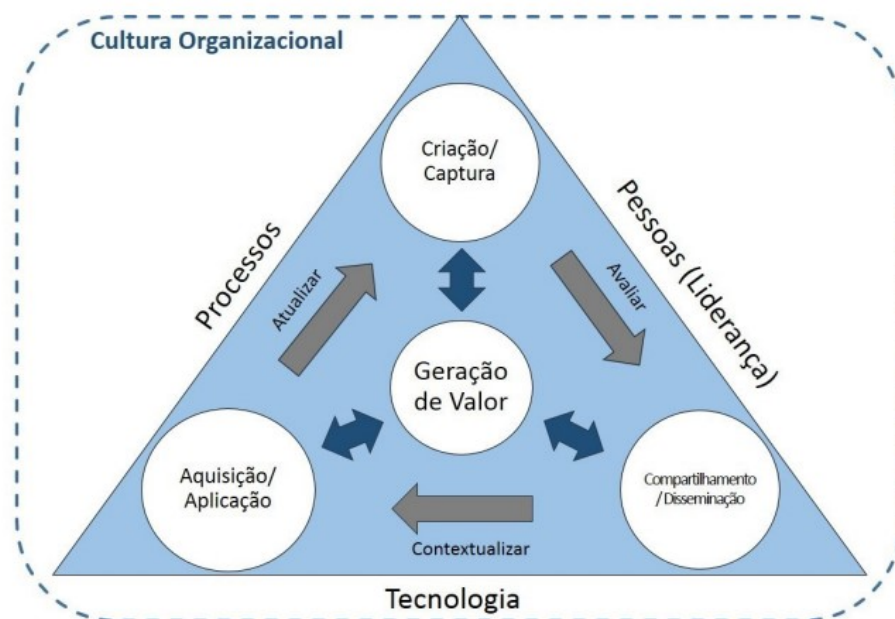 Cultura Organizacional
Criação/
Captura
Processos
Pessoas (Liderança)
Atualizar
Avaliar
Geração
de Valor
Aquisição/
Aplicação
Compartilhamento
/Disseminação
Contextualizar
Tecnologia